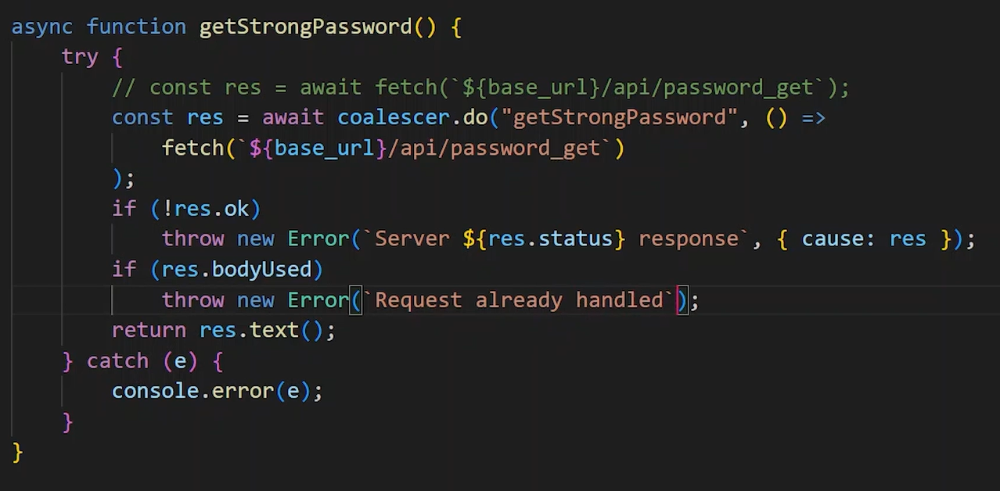 async function getStrongPassword() {
try {
// const res = await fetch(`${base_url}/api/password_get`);
const res = await coalescer.do("getStrongPassword", () =>
fetch(`${base_url}/api/password_get`)
);
if (!res.ok)
throw new Error(`Server ${res.status} response`, { cause: res });
if (res.bodyUsed)
throw new Error(`Request already handled`);
return res.text();
} catch (e) {
console.error(e);
}
}